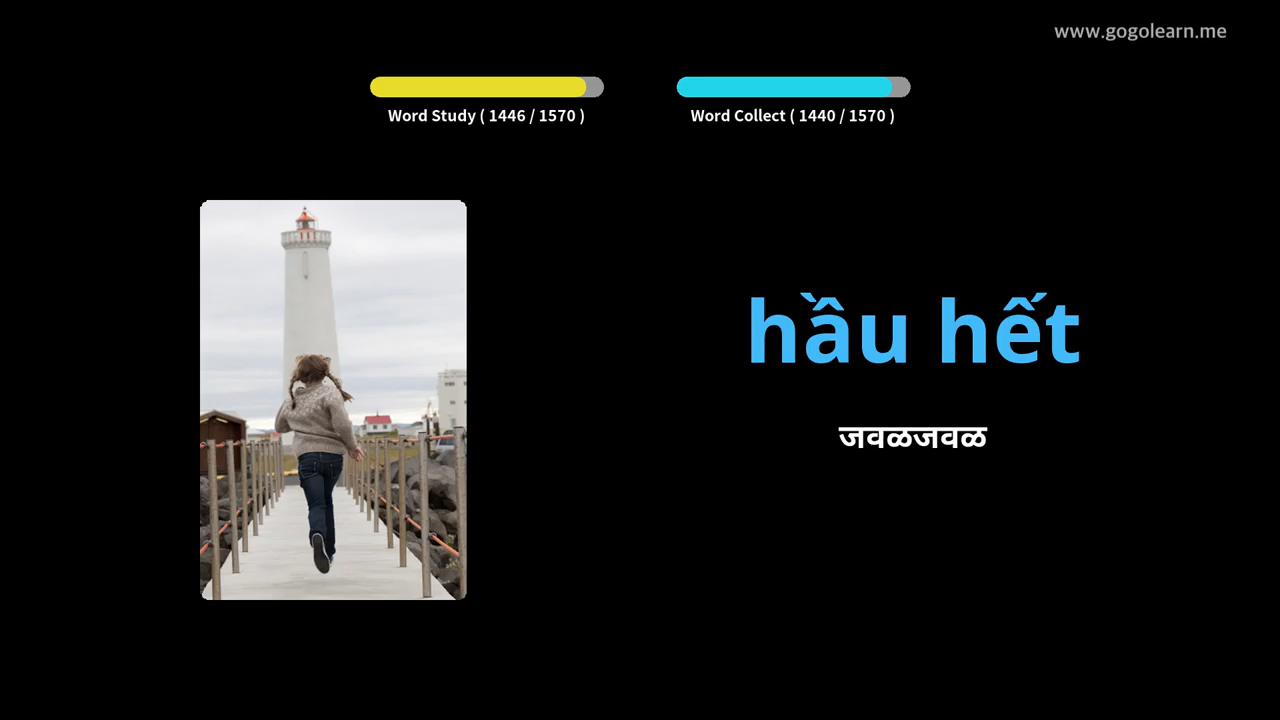 www.gogolearn.me
Word Study ( 1446 / 1570 )
Word Collect ( 1440 / 1570 )
hầu hết
जवळजवळ